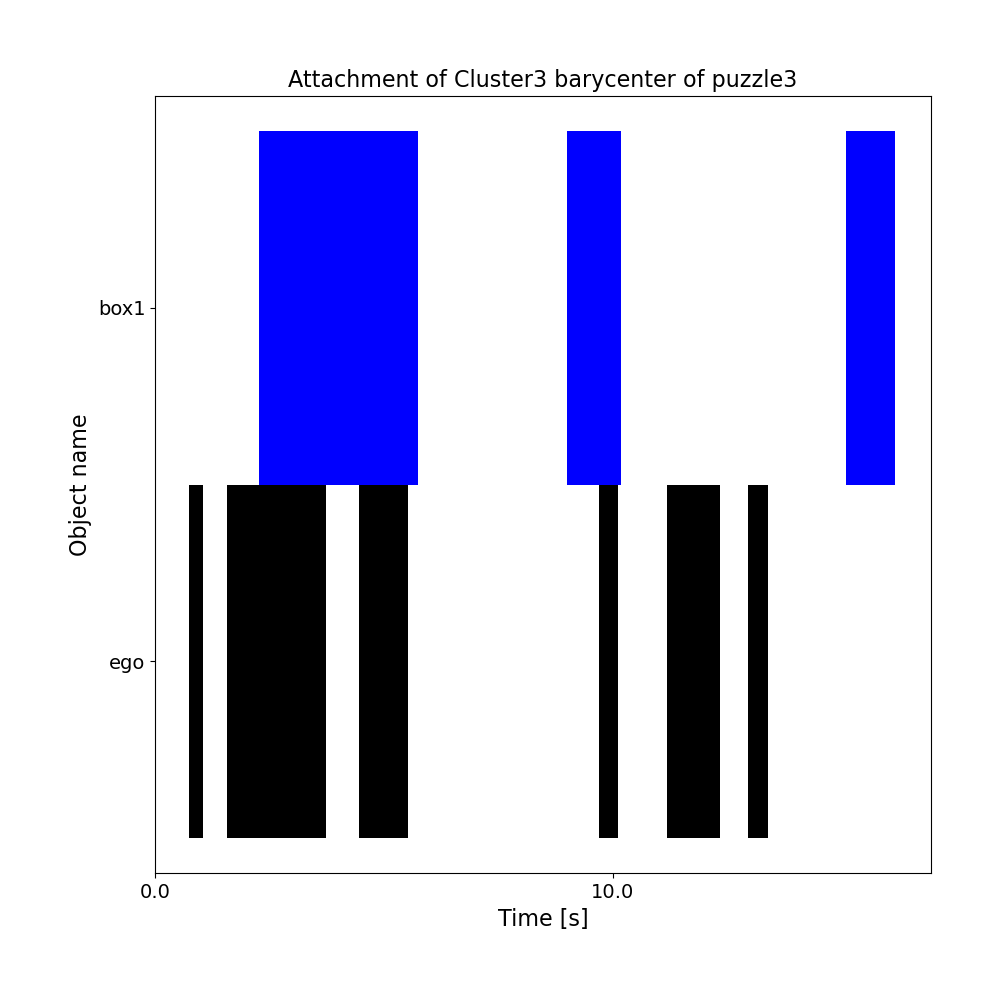 Attachment of Cluster3 barycenter of puzzle3
box1
Object name
ego
0.0
10.0
Time [s]